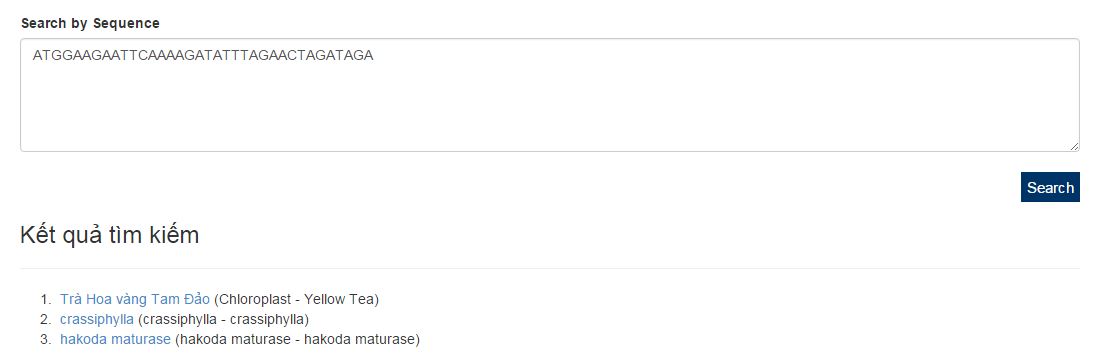 Search by Sequence
ATGGAAGAATTCAAAAGATATTTAGAACTAGATAGA
Search
Kết quả tìm kiếm
1. Trà Hoa vàng Tam Đảo (Chloroplast - Yellow Tea)
2. crassiphylla (crassiphylla - crassiphylla)
3. hakoda maturase (hakoda maturase - hakoda maturase)